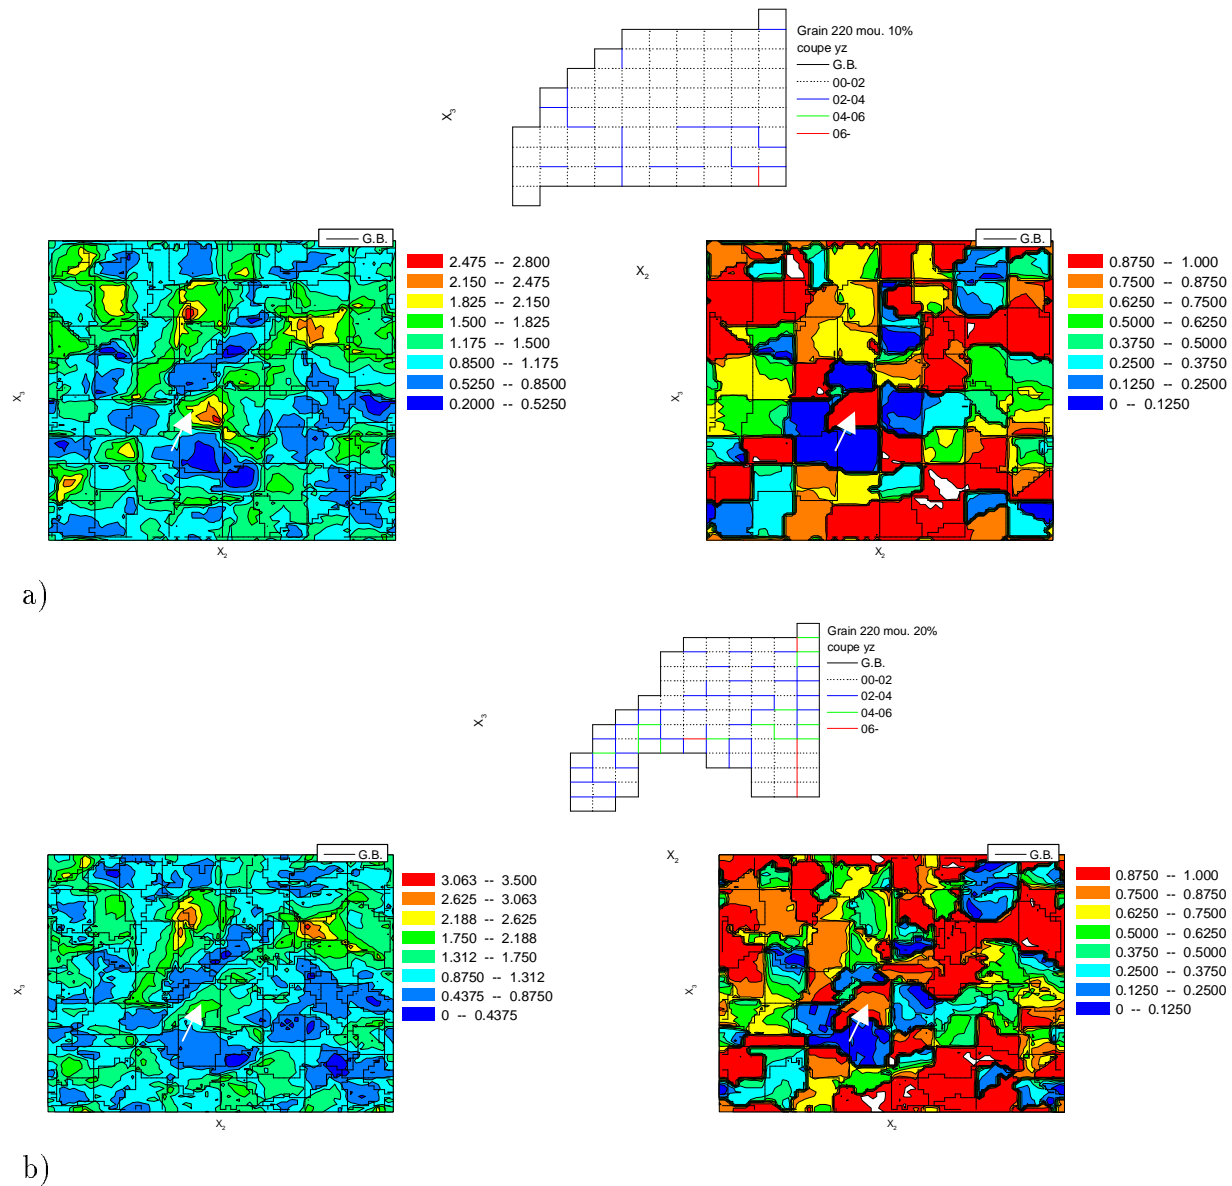 Grain 220 mou. 10%
coupe yz
G.B.
00-02
02-04
04-06
06-
X3
X2
G.B.
2.475 -- 2.800
2.150 -- 2.475
1.825 -- 2.150
1.500 -- 1.825
1.175 -- 1.500
0.8500 -- 1.175
0.5250 -- 0.8500
0.2000 -- 0.5250
X3
X2
G.B.
0.8750 -- 1.000
0.7500 -- 0.8750
0.6250 -- 0.7500
0.5000 -- 0.6250
0.3750 -- 0.5000
0.2500 -- 0.3750
0.1250 -- 0.2500
0 -- 0.1250
X3
X2
a)
Grain 220 mou. 20%
coupe yz
G.B.
00-02
02-04
04-06
06-
X3
X2
G.B.
3.063 -- 3.500
2.625 -- 3.063
2.188 -- 2.625
1.750 -- 2.188
1.312 -- 1.750
0.8750 -- 1.312
0.4375 -- 0.8750
0 -- 0.4375
X3
X2
G.B.
0.8750 -- 1.000
0.7500 -- 0.8750
0.6250 -- 0.7500
0.5000 -- 0.6250
0.3750 -- 0.5000
0.2500 -- 0.3750
0.1250 -- 0.2500
0 -- 0.1250
X3
X2
b)